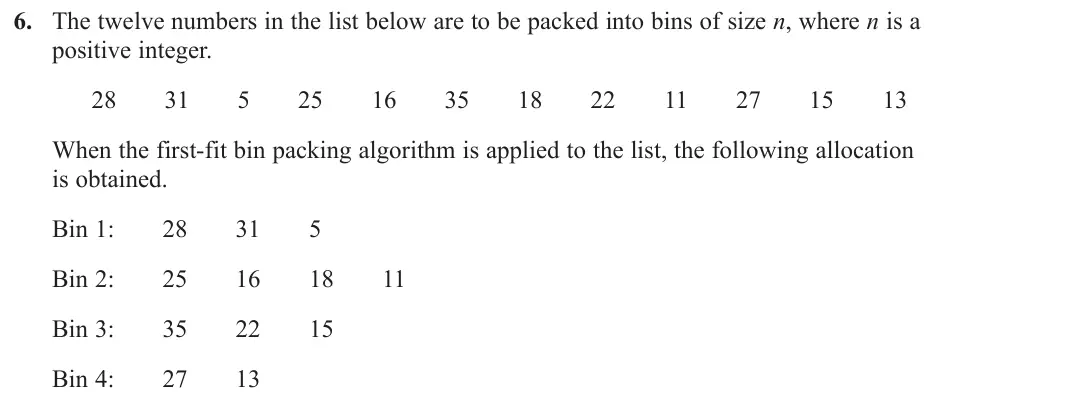 6. The twelve numbers in the list below are to be packed into bins of size n, where n is a
positive integer.
28 31 5 25 16 35 18 22 11 27 15 13
When the first-fit bin packing algorithm is applied to the list, the following allocation
is obtained.
Bin 1: 28 31 5
Bin 2: 25 16 18 11
Bin 3: 35 22 15
Bin 4: 27 13